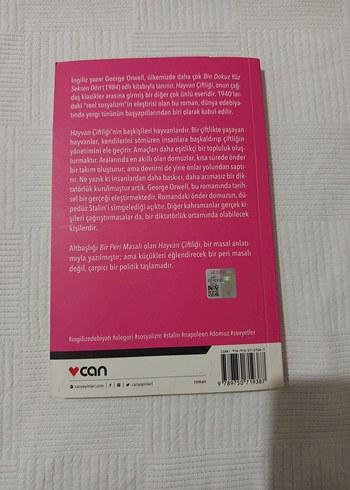 İngiliz yazar George Orwell, ülkemizde daha çok Bin Dokuz Yüz
Seksen Dört (1984) adlı kitabıyla tanınır. Hayvan Çiftliği, onun çağ-
daş klasikler arasına girmiş bir diğer çok ünlü eseridir. 1940'lar-
daki "reel sosyalizm"in eleştirisi olan bu roman, dünya edebiya-
tında yergi türünün başyapıtlarından biri olarak kabul edilir.
Hayvan Çiftliği'nin başkişileri hayvanlardır. Bir çiftlikte yaşayan
hayvanlar, kendilerini sömüren insanlara başkaldırıp çiftliğin
yönetimini ele geçirir. Amaçları daha eşitlikçi bir topluluk oluş-
turmaktır. Aralarında en akıllı olan domuzlar, kısa sürede önder
bir takım oluşturur; ama devrimi de yine onlar yolundan saptı-
rır. Ne yazık ki insanlardan daha baskıcı, daha acımasız bir dik-
tatörlük kurulmuştur artık. George Orwell, bu romanında tarih-
sel bir gerçeği eleştirmektedir. Romandaki önder domuzun, dü-
pedüz Stalin'i simgelediği açıktır. Diğer kahramanlar gerçek ki-
şileri çağrıştırmasalar da, bir diktatörlük ortamında olabilecek
kişilerdir.
Altbaşlığı Bir Peri Masalı olan Hayvan Çiftliği, bir masal anlatı-
mıyla yazılmıştır; ama küçükleri eğlendirecek bir peri masalı
değil, çarpıcı bir politik taşlamadır.
#ingilizedebiyatı #alegori #sosyalizm #stalin #napoleon #domuz #sovyetler
can
canyayinlari.com
canyayinlari
roman
9 789750 719387